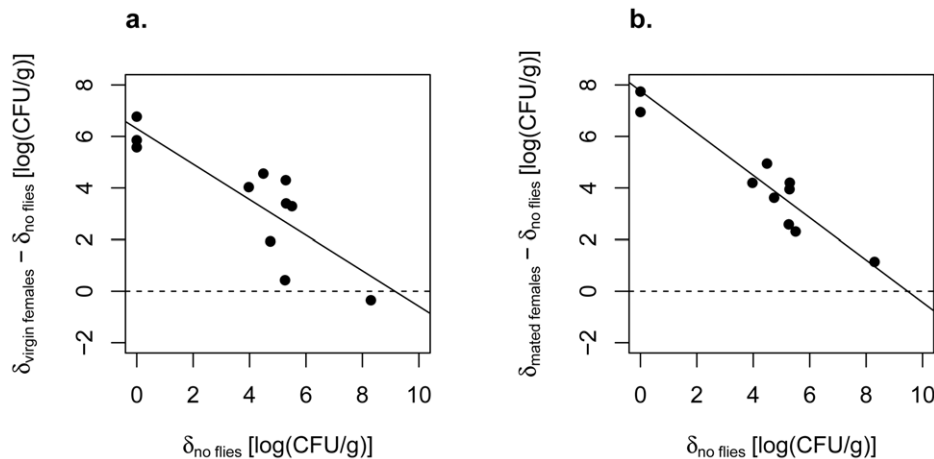 a.
δvirgin females − δno flies [log(CFU/g)]
8
6
4
2
0
−2
0 2 4 6 8 10
δno flies [log(CFU/g)]
b.
δmated females − δno flies [log(CFU/g)]
8
6
4
2
0
−2
0 2 4 6 8 10
δno flies [log(CFU/g)]